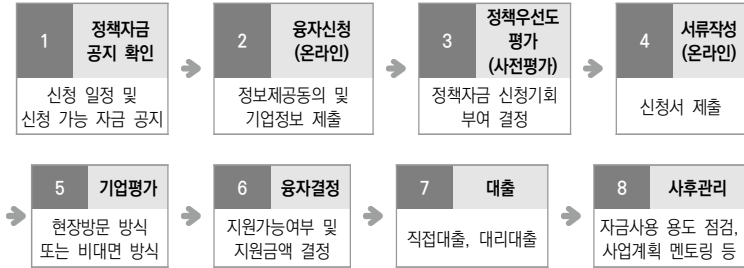 1
정책자금
공지 확인
신청 일정 및
신청 가능 자금 공지
2
융자신청
(온라인)
정보제공동의 및
기업정보 제출
3
정책우선도
평가
(사전평가)
정책자금 신청기회
부여 결정
4
서류작성
(온라인)
신청서 제출
5
기업평가
현장방문 방식
또는 비대면 방식
6
융자결정
지원가능여부 및
지원금액 결정
7
대출
직접대출, 대리대출
8
사후관리
자금사용 용도 점검,
사업계획 멘토링 등